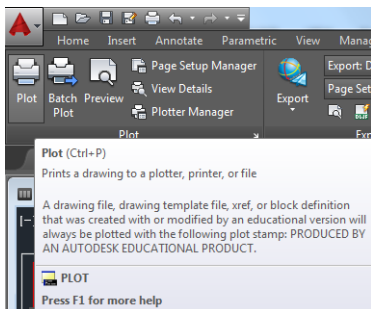 Home Insert Annotate Parametric View Manag
Plot
Batch Plot
Preview
Page Setup Manager
View Details
Plotter Manager
Export
Export: D
Page Set
Plot
Exp
Plot (Ctrl+P)
Prints a drawing to a plotter, printer, or file
A drawing file, drawing template file, xref, or block definition
that was created with or modified by an educational version will
always be plotted with the following plot stamp: PRODUCED BY
AN AUTODESK EDUCATIONAL PRODUCT.
PLOT
Press F1 for more help